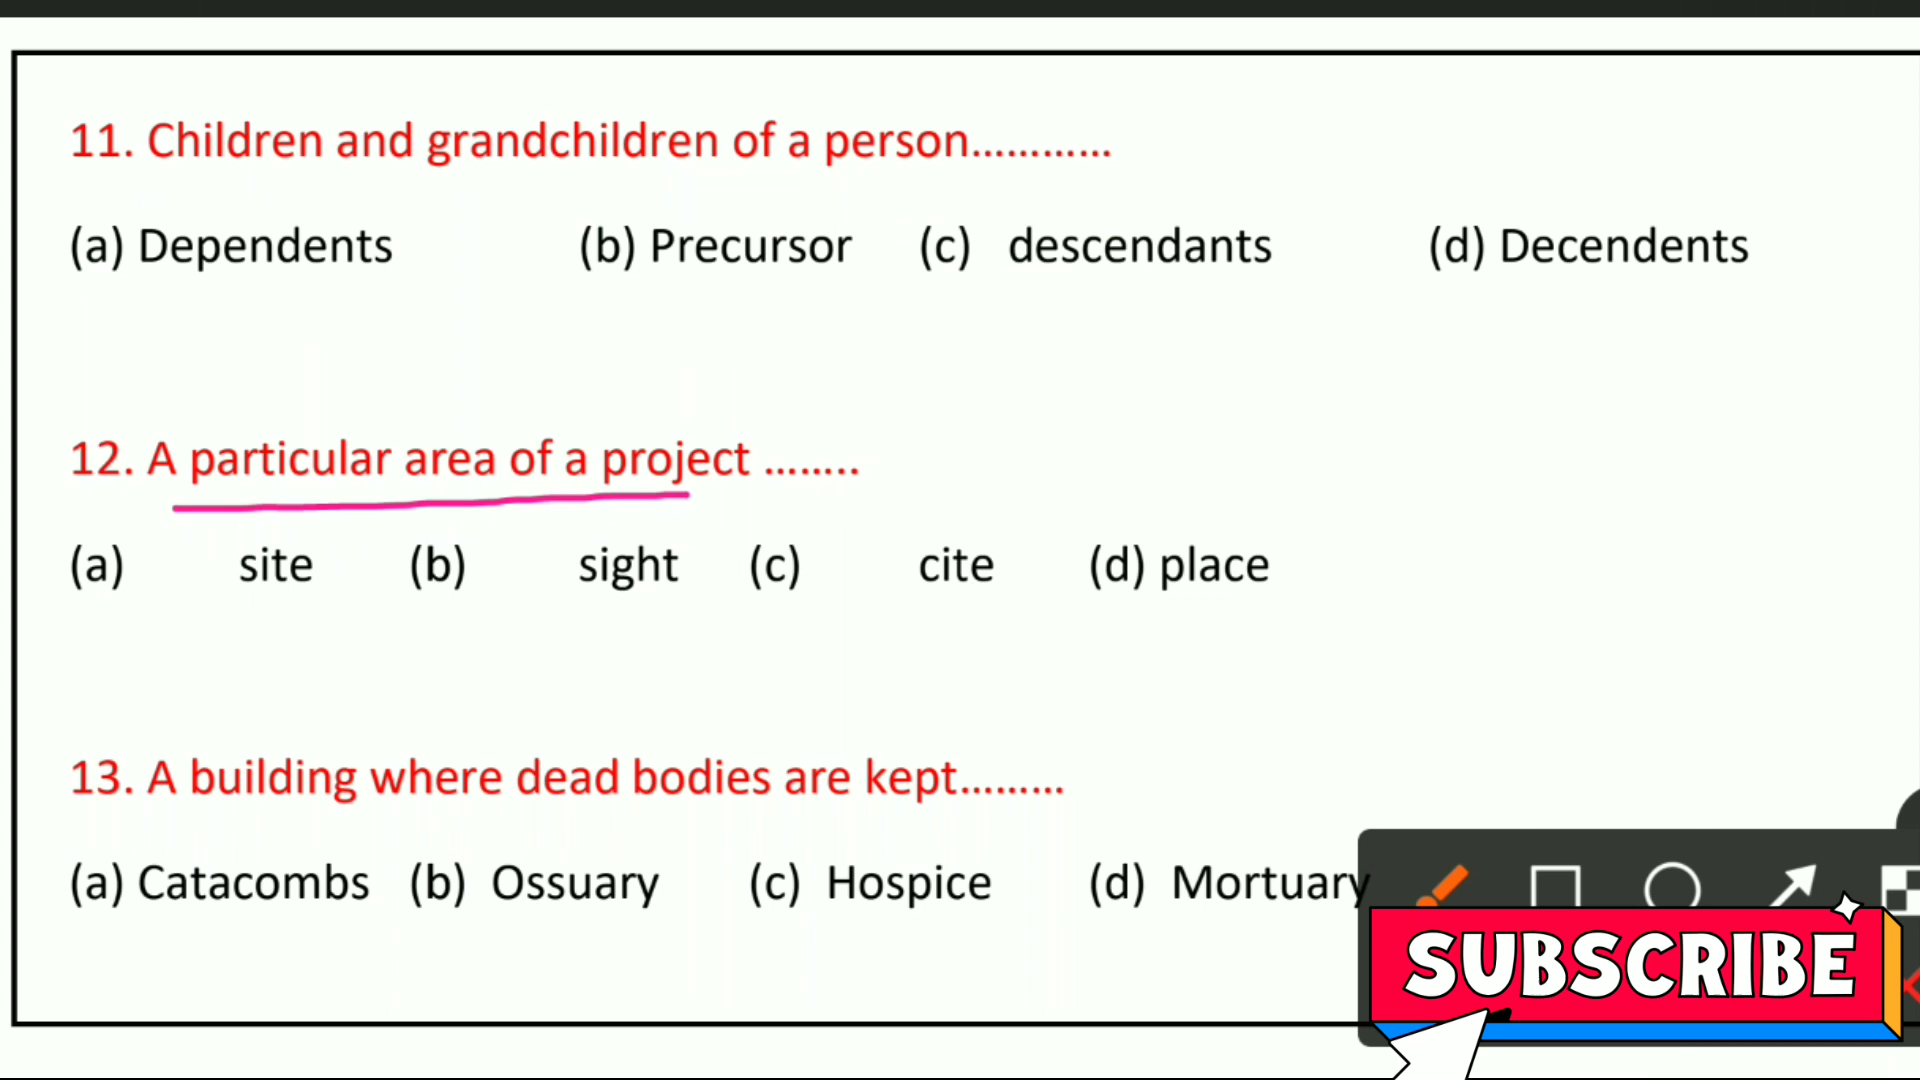 11. Children and grandchildren of a person............
(a) Dependents (b) Precursor (c) descendants (d) Decendents
12. A particular area of a project ........
(a) site (b) sight (c) cite (d) place
13. A building where dead bodies are kept.........
(a) Catacombs (b) Ossuary (c) Hospice (d) Mortuary
SUBSCRIBE